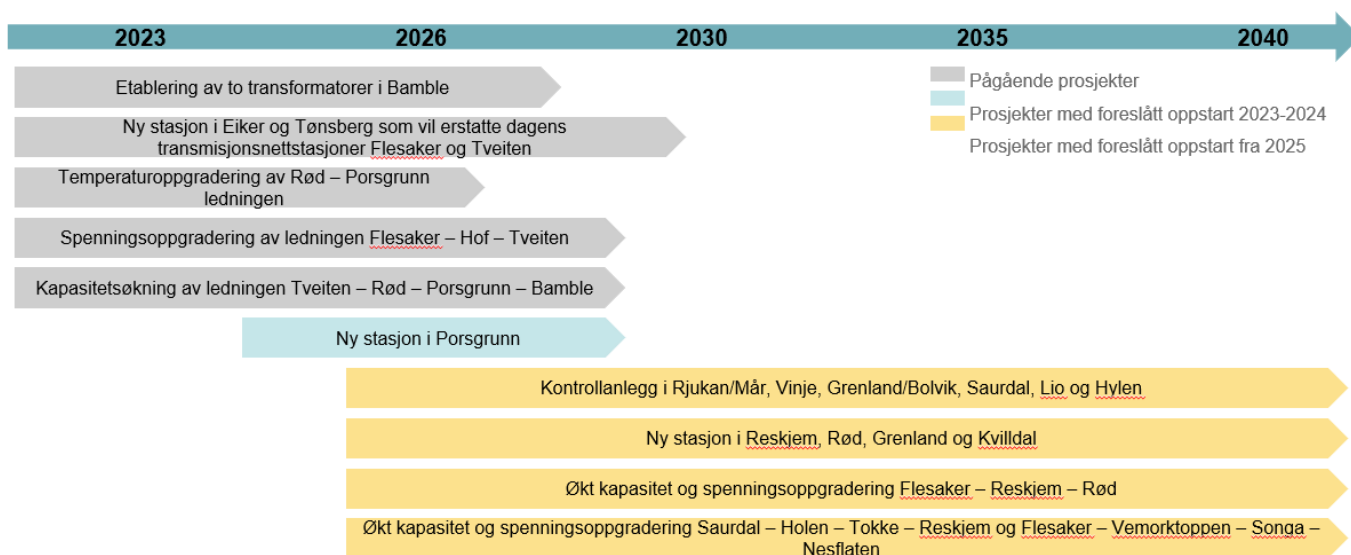 2023 2026 2030 2035 2040
Etablering av to transformatorer i Bamble
Ny stasjon i Eiker og Tønsberg som vil erstatte dagens
transmisjonsnettstasjoner Flesaker og Tveiten
Temperaturoppgradering av Rød – Porsgrunn
ledningen
Spenningsoppgradering av ledningen Flesaker – Hof – Tveiten
Kapasitetsøkning av ledningen Tveiten – Rød – Porsgrunn – Bamble
Ny stasjon i Porsgrunn
Kontrollanlegg i Rjukan/Mår, Vinje, Grenland/Bolvik, Saurdal, Lio og Hylen
Ny stasjon i Reskjem, Rød, Grenland og Kvilldal
Økt kapasitet og spenningsoppgradering Flesaker – Reskjem – Rød
Økt kapasitet og spenningsoppgradering Saurdal – Holen – Tokke – Reskjem og Flesaker – Vemorktoppen – Songa –
Nesflaten
Pågående prosjekter
Prosjekter med foreslått oppstart 2023-2024
Prosjekter med foreslått oppstart fra 2025